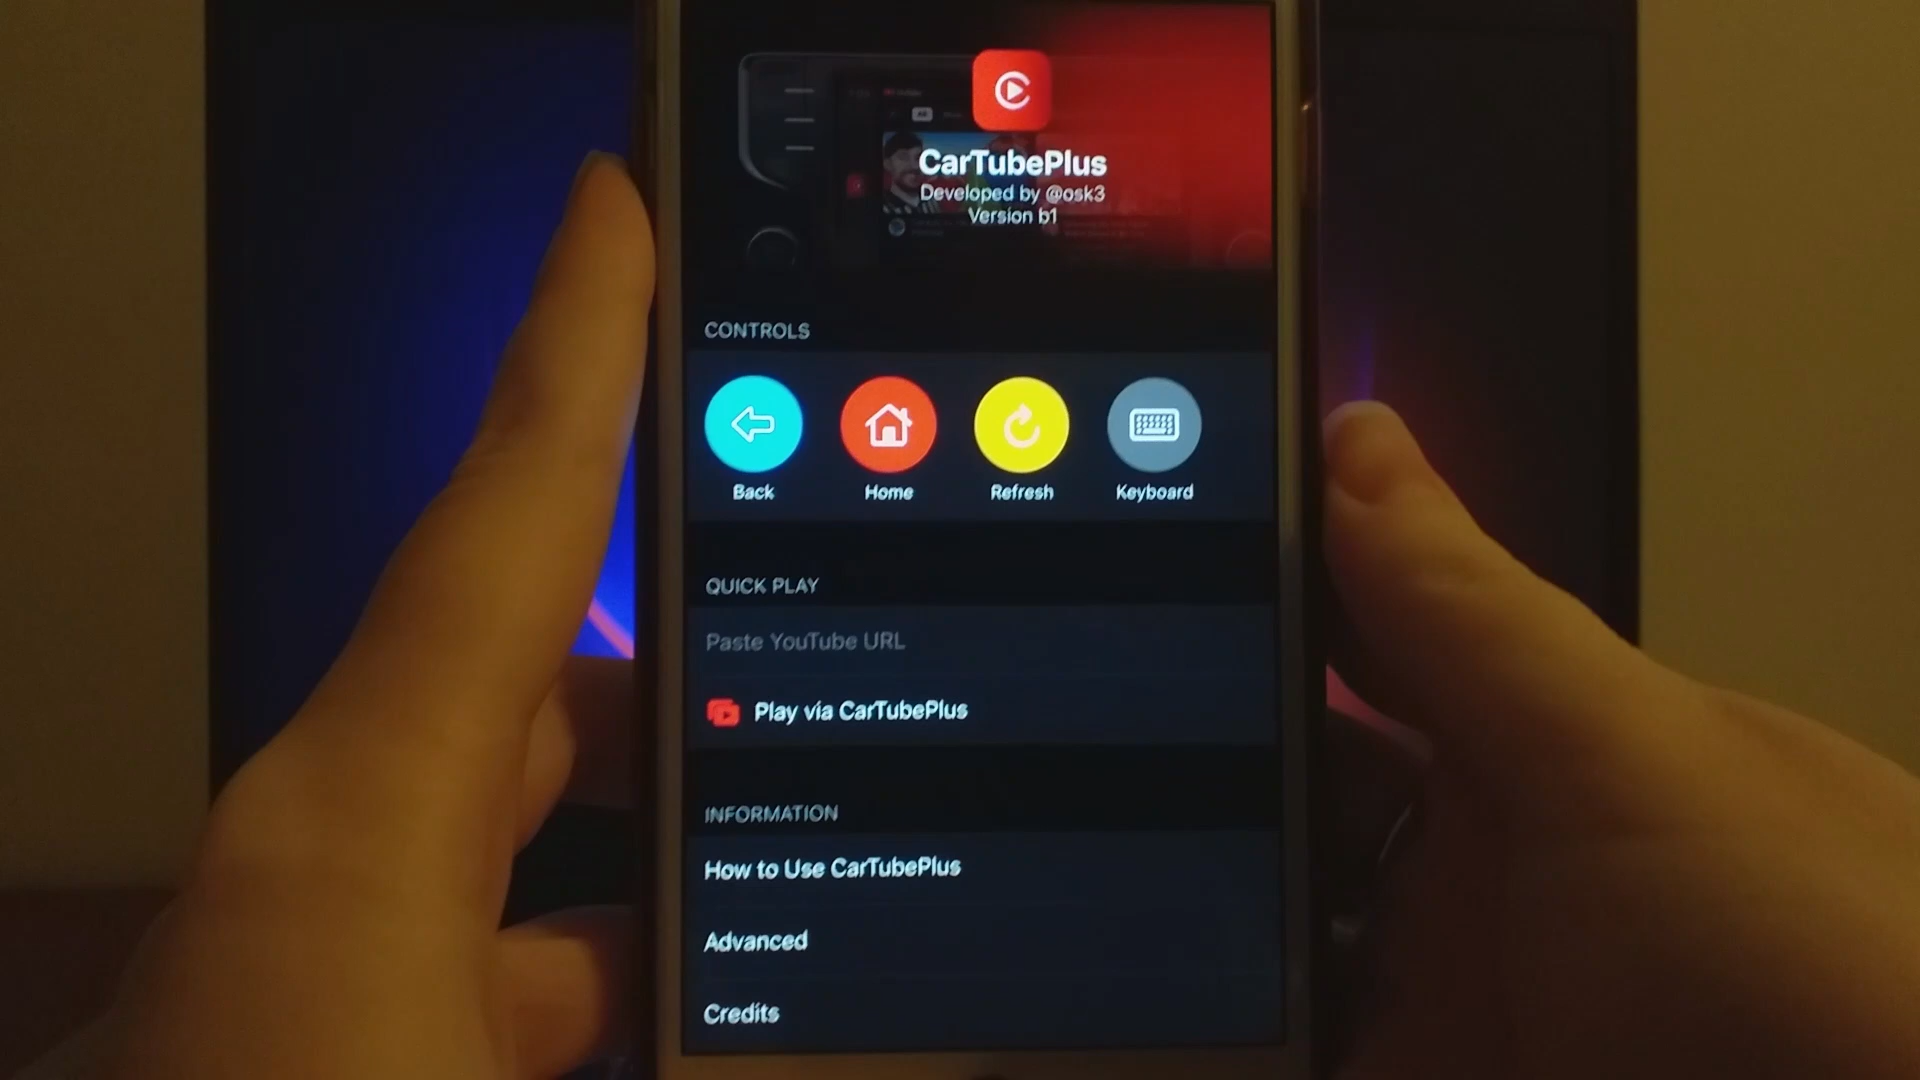 CarTubePlus
Developed by @osk3
Version b1
CONTROLS
Back
Home
Refresh
Keyboard
QUICK PLAY
Paste YouTube URL
Play via CarTubePlus
INFORMATION
How to Use CarTubePlus
Advanced
Credits